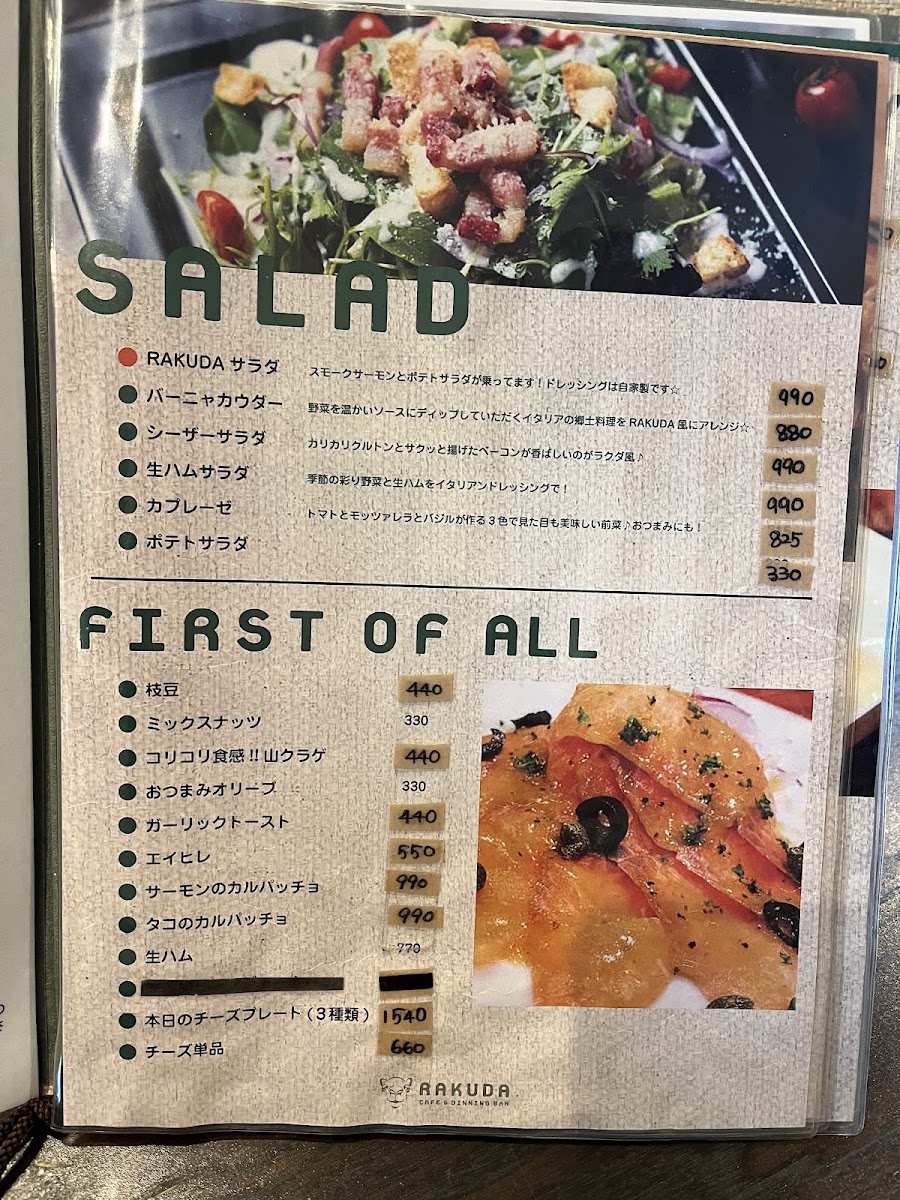 SALAD
RAKUDA サラダ スモークサーモンとポテトサラダが乗ってます！ドレッシングは自家製です☆ 990
バーニャカウダー 野菜を温かいソースにディップしていただくイタリアの郷土料理を RAKUDA 風にアレンジ☆ 880
シーザーサラダ カリカリクルトンとサクッと揚げたベーコンが香ばしいのがラクダ風♪ 990
生ハムサラダ 季節の彩り野菜と生ハムをイタリアンドレッシングで！ 990
カプレーゼ トマトとモッツァレラとバジルが作る3色で見た目も美味しい前菜♪おつまみにも！ 825
ポテトサラダ 330
FIRST OF ALL
枝豆 440
ミックスナッツ 330
コリコリ食感!!山クラゲ 440
おつまみオリーブ 330
ガーリックトースト 440
エイヒレ 550
サーモンのカルパッチョ 990
タコのカルパッチョ 990
生ハム 770
本日のチーズプレート(3種類) 1540
チーズ単品 660
RAKUDA
CAFE & DINNING BAR